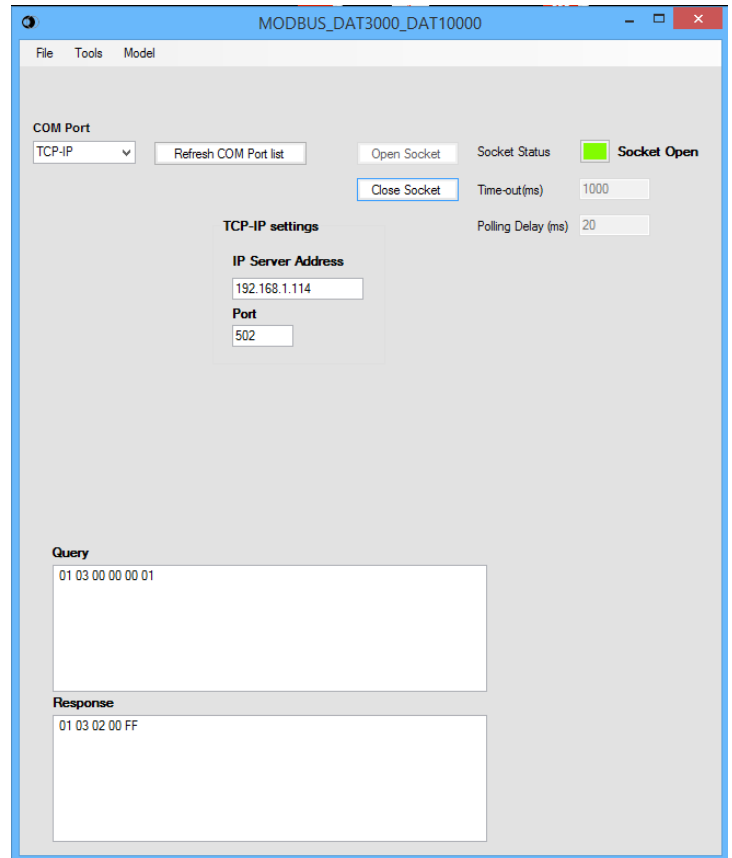 MODBUS_DAT3000_DAT10000
File Tools Model
COM Port
TCP-IP Refresh COM Port list Open Socket Socket Status Socket Open
Close Socket Time-out(ms) 1000
TCP-IP settings Polling Delay (ms) 20
IP Server Address
192.168.1.114
Port
502
Query
01 03 00 00 00 01
Response
01 03 02 00 FF